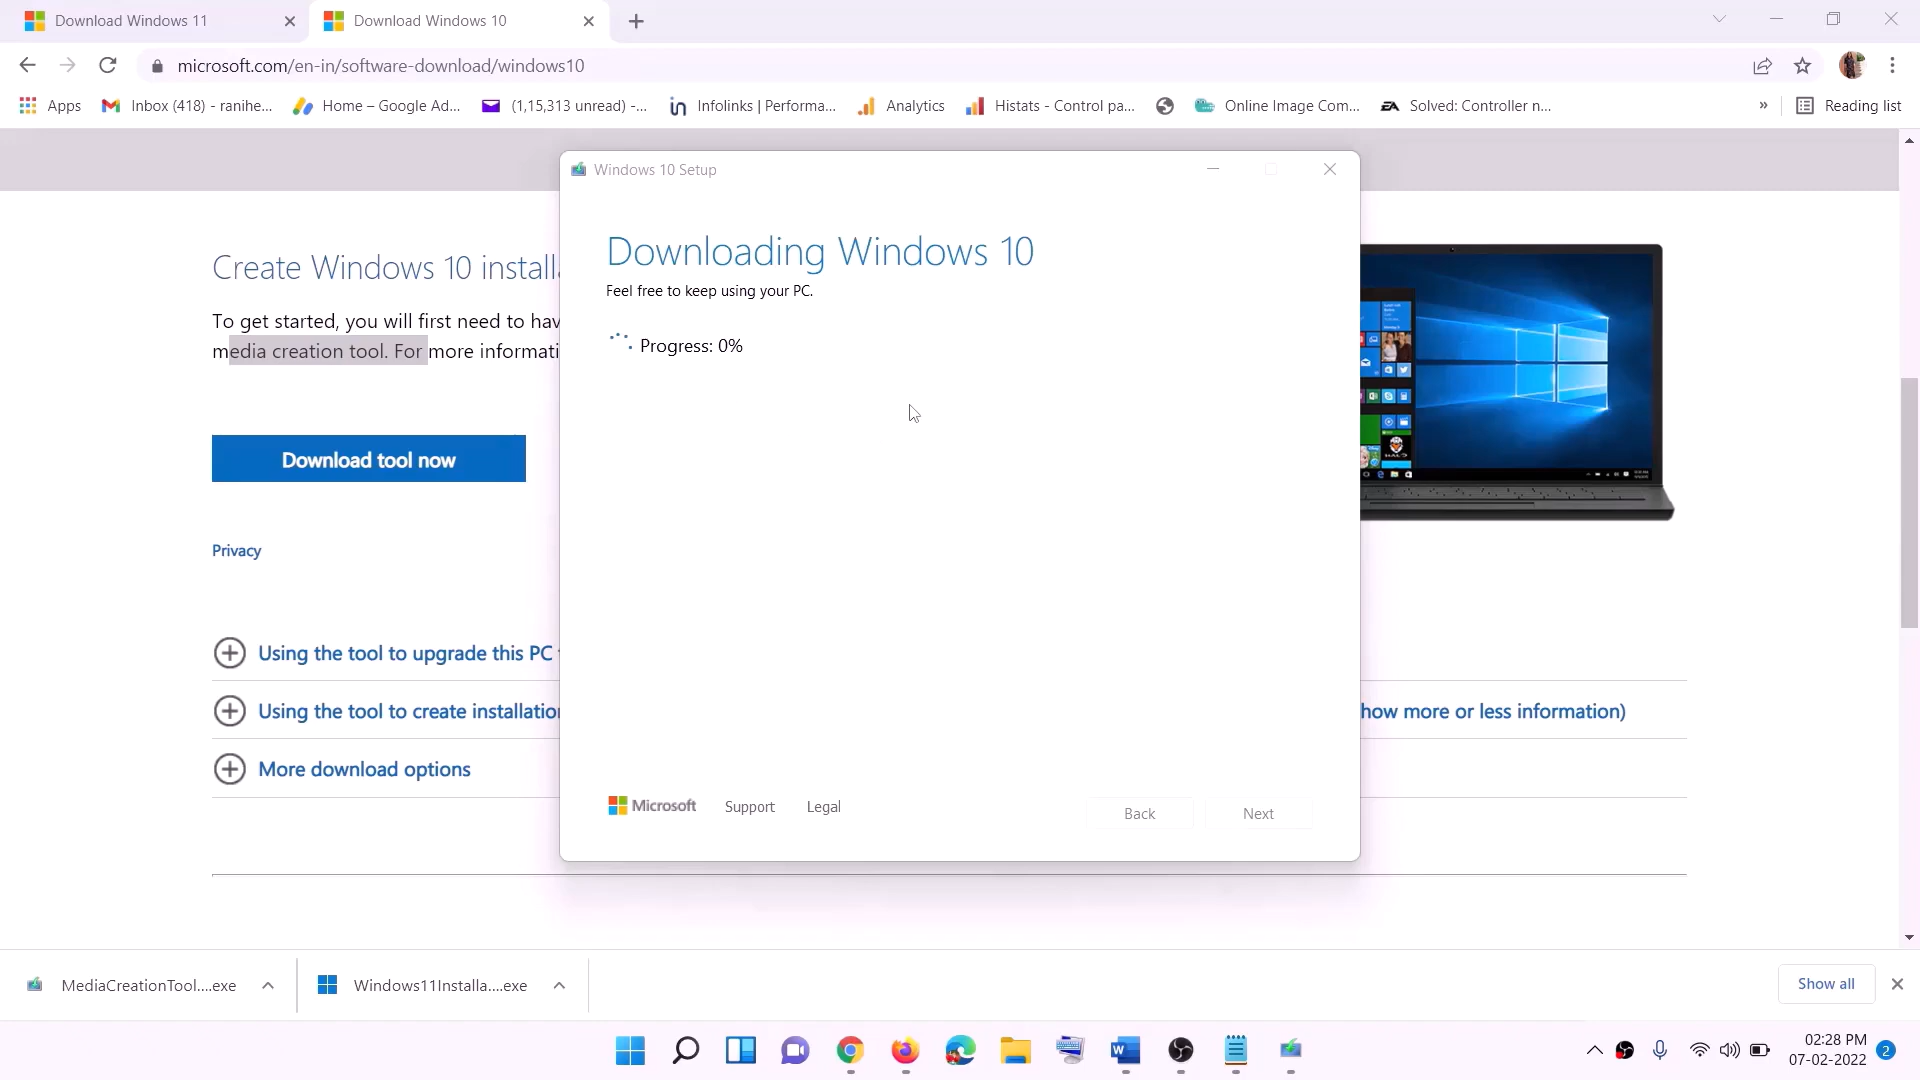 Download Windows 11
Download Windows 10
microsoft.com/en-in/software-download/windows10
Apps
Inbox (418) - ranihe...
Home – Google Ad...
(1,15,313 unread) -...
Infolinks | Performa...
Analytics
Histats - Control pa...
Online Image Com...
Solved: Controller n...
»
Reading list
Windows 10 Setup
Downloading Windows 10
Feel free to keep using your PC.
Progress: 0%
Create Windows 10 install
To get started, you will first need to hav
media creation tool. For more informati
Download tool now
Privacy
Using the tool to upgrade this PC
Using the tool to create installation
how more or less information)
More download options
Microsoft
Support
Legal
Back
Next
MediaCreationTool....exe
Windows11Installa....exe
Show all
02:28 PM
07-02-2022
2